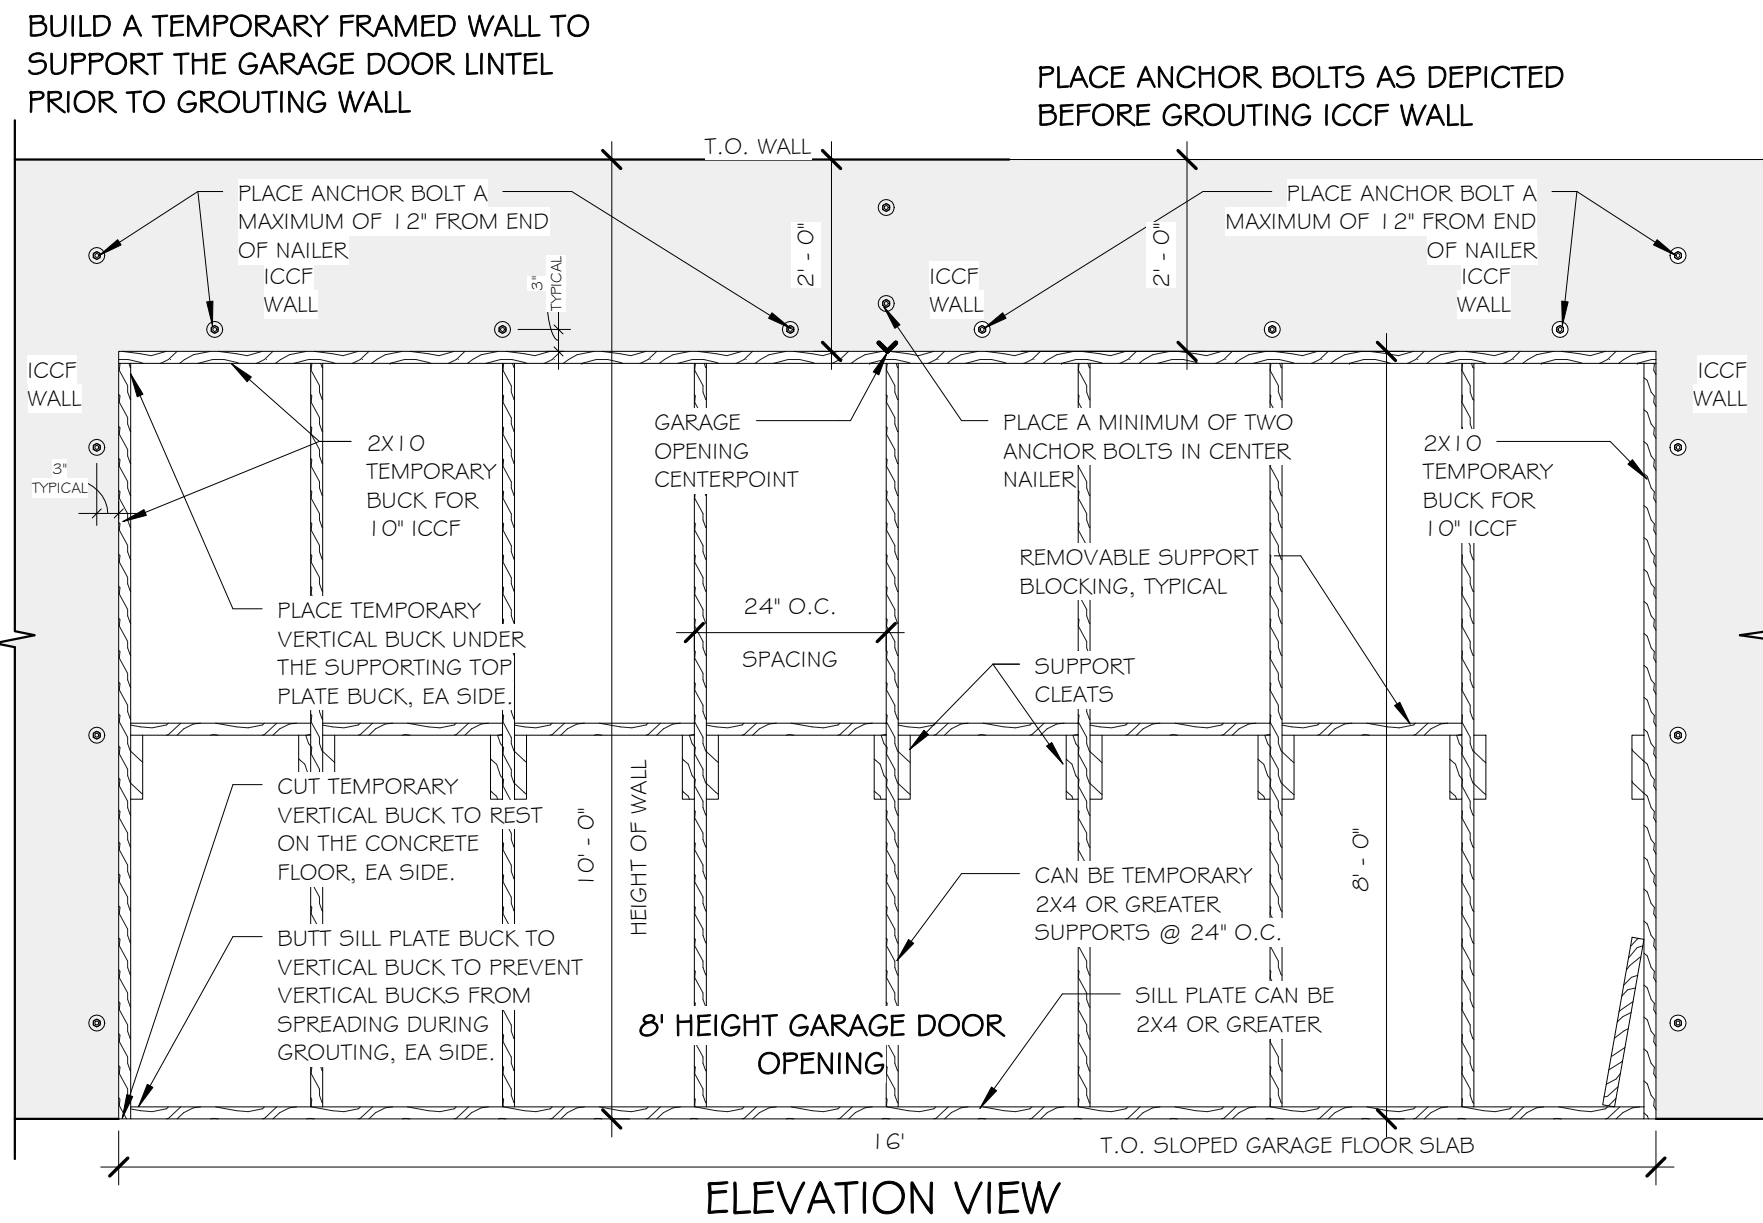 BUILD A TEMPORARY FRAMED WALL TO
SUPPORT THE GARAGE DOOR LINTEL
PRIOR TO GROUTING WALL
PLACE ANCHOR BOLTS AS DEPICTED
BEFORE GROUTING ICCF WALL
T.O. WALL
PLACE ANCHOR BOLT A
MAXIMUM OF 12" FROM END
OF NAILER
ICCF
WALL
3"
TYPICAL
2' - 0"
ICCF
WALL
2' - 0"
PLACE ANCHOR BOLT A
MAXIMUM OF 12" FROM END
OF NAILER
ICCF
WALL
ICCF
WALL
ICCF
WALL
3"
TYPICAL
2X10
TEMPORARY
BUCK FOR
10" ICCF
GARAGE
OPENING
CENTERPOINT
PLACE A MINIMUM OF TWO
ANCHOR BOLTS IN CENTER
NAILER
2X10
TEMPORARY
BUCK FOR
10" ICCF
REMOVABLE SUPPORT
BLOCKING, TYPICAL
PLACE TEMPORARY
VERTICAL BUCK UNDER
THE SUPPORTING TOP
PLATE BUCK, EA SIDE.
24" O.C.
SPACING
SUPPORT
CLEATS
CUT TEMPORARY
VERTICAL BUCK TO REST
ON THE CONCRETE
FLOOR, EA SIDE.
10' - 0"
HEIGHT OF WALL
8' - 0"
CAN BE TEMPORARY
2X4 OR GREATER
SUPPORTS @ 24" O.C.
BUTT SILL PLATE BUCK TO
VERTICAL BUCK TO PREVENT
VERTICAL BUCKS FROM
SPREADING DURING
GROUTING, EA SIDE.
SILL PLATE CAN BE
2X4 OR GREATER
8' HEIGHT GARAGE DOOR
OPENING
16'
T.O. SLOPED GARAGE FLOOR SLAB
ELEVATION VIEW